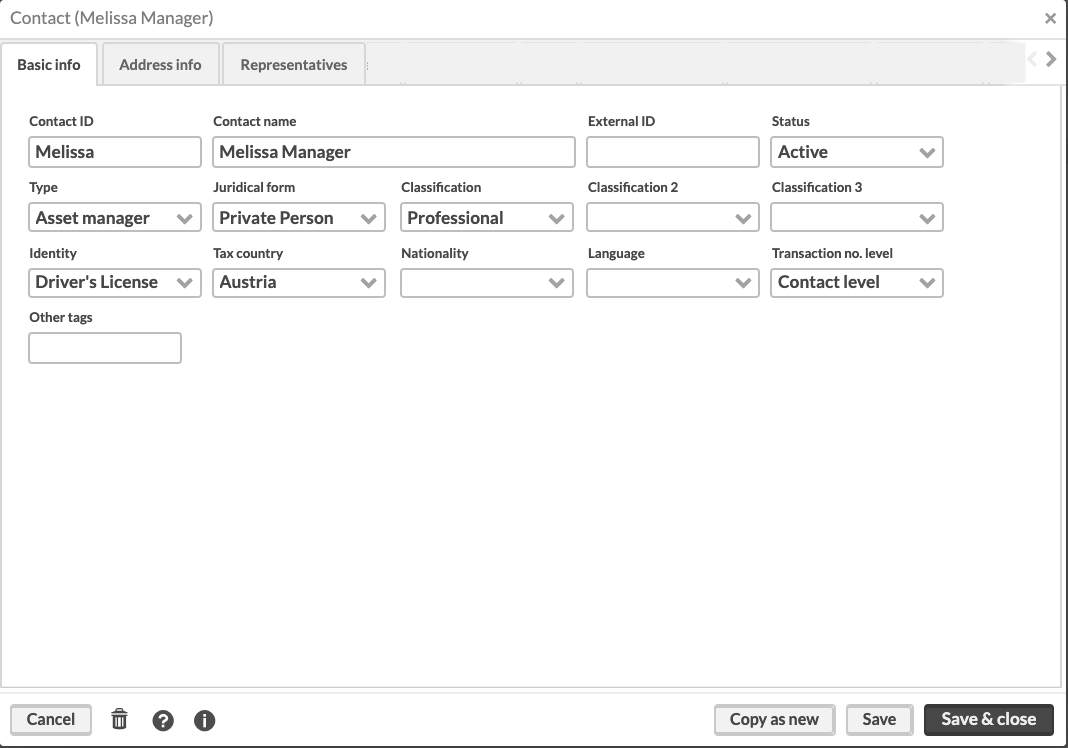 Contact (Melissa Manager)
Basic info Address info Representatives
Contact ID Contact name External ID Status
Melissa Melissa Manager Active
Type Juridical form Classification Classification 2 Classification 3
Asset manager Private Person Professional
Identity Tax country Nationality Language Transaction no. level
Driver's License Austria Contact level
Other tags
Cancel Copy as new Save Save & close